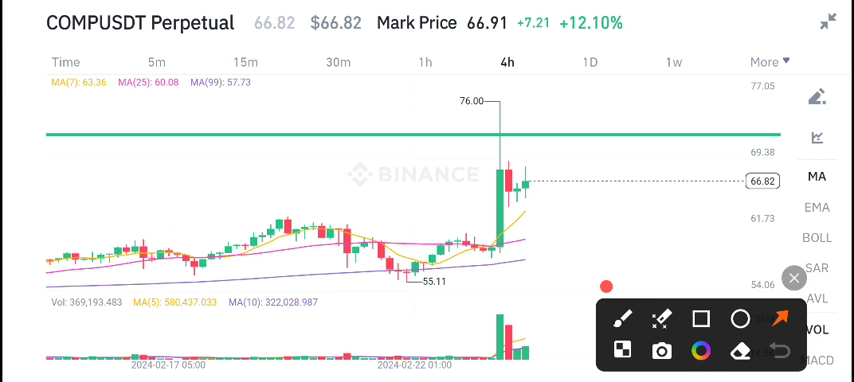 COMPUSDT Perpetual 66.82 $66.82 Mark Price 66.91 +7.21 +12.10%
Time 5m 15m 30m 1h 4h 1D 1w More
MA(7): 63.36 MA(25): 60.08 MA(99): 57.73
77.05
76.00
69.38
BINANCE
66.82
MA
EMA
61.73
BOLL
SAR
55.11
54.06
AVL
Vol: 369,193.483 MA(5): 580,437.033 MA(10): 322,028.987
VOL
MACD
2024-02-17 05:00 2024-02-22 01:00